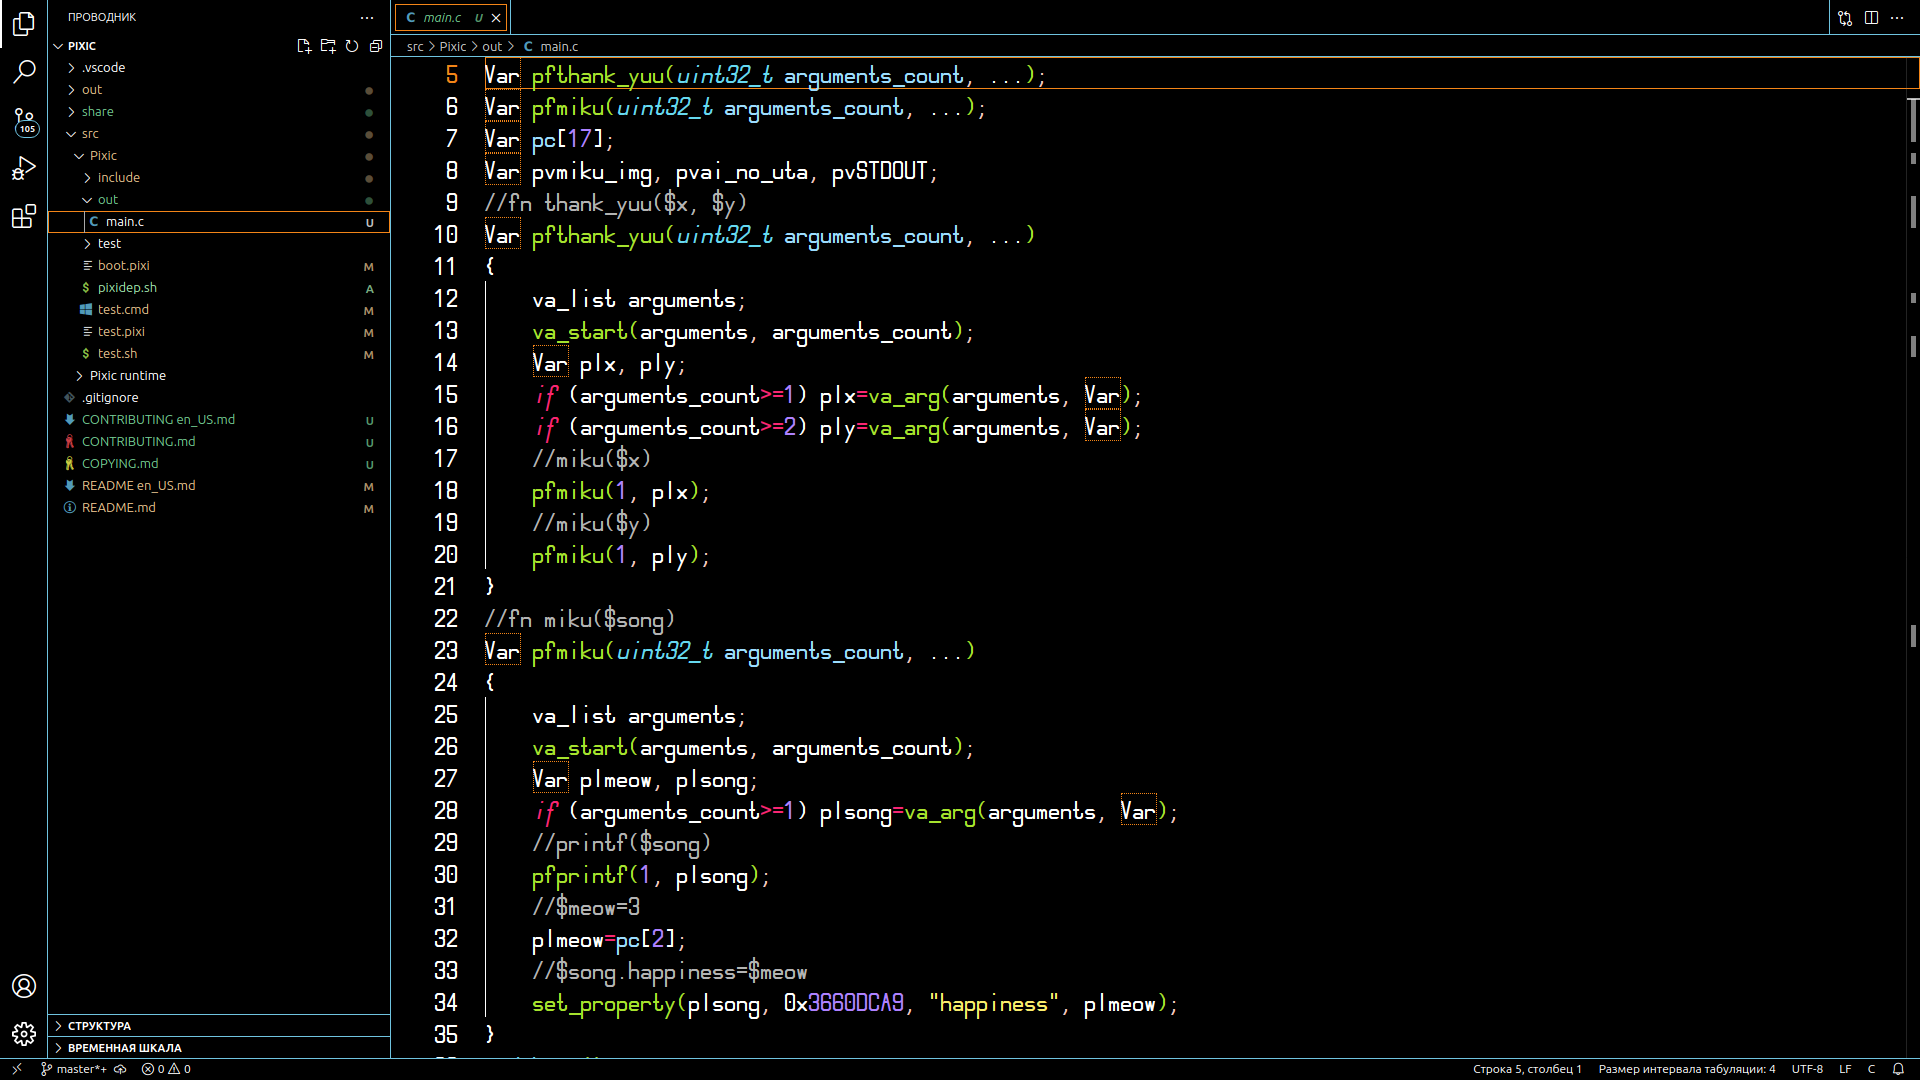 ПРОВОДНИК
PIXIC
.vscode
out
share
src
Pixic
include
out
C main.c U
test
boot.pixi M
$ pixidep.sh A
test.cmd M
test.pixi M
$ test.sh M
Pixic runtime
.gitignore
CONTRIBUTING en_US.md U
CONTRIBUTING.md U
COPYING.md U
README en_US.md M
README.md M
СТРУКТУРА
ВРЕМЕННАЯ ШКАЛА
105
C main.c U
src > Pixic > out > C main.c
5 Var pfthank_yuu(uint32_t arguments_count, ...);
6 Var pfmiku(uint32_t arguments_count, ...);
7 Var pc[17];
8 Var pvmiku_img, pvai_no_uta, pvSTDOUT;
9 //fn thank_yuu($x, $y)
10 Var pfthank_yuu(uint32_t arguments_count, ...)
11 {
12     va_list arguments;
13     va_start(arguments, arguments_count);
14     Var plx, ply;
15     if (arguments_count>=1) plx=va_arg(arguments, Var);
16     if (arguments_count>=2) ply=va_arg(arguments, Var);
17     //miku($x)
18     pfmiku(1, plx);
19     //miku($y)
20     pfmiku(1, ply);
21 }
22 //fn miku($song)
23 Var pfmiku(uint32_t arguments_count, ...)
24 {
25     va_list arguments;
26     va_start(arguments, arguments_count);
27     Var plmeow, plsong;
28     if (arguments_count>=1) plsong=va_arg(arguments, Var);
29     //printf($song)
30     pfprintf(1, plsong);
31     //$meow=3
32     plmeow=pc[2];
33     //$song.happiness=$meow
34     set_property(plsong, 0x3660DCA9, "happiness", plmeow);
35 }
master*+ 0 0
Строка 5, столбец 1 Размер интервала табуляции: 4 UTF-8 LF C